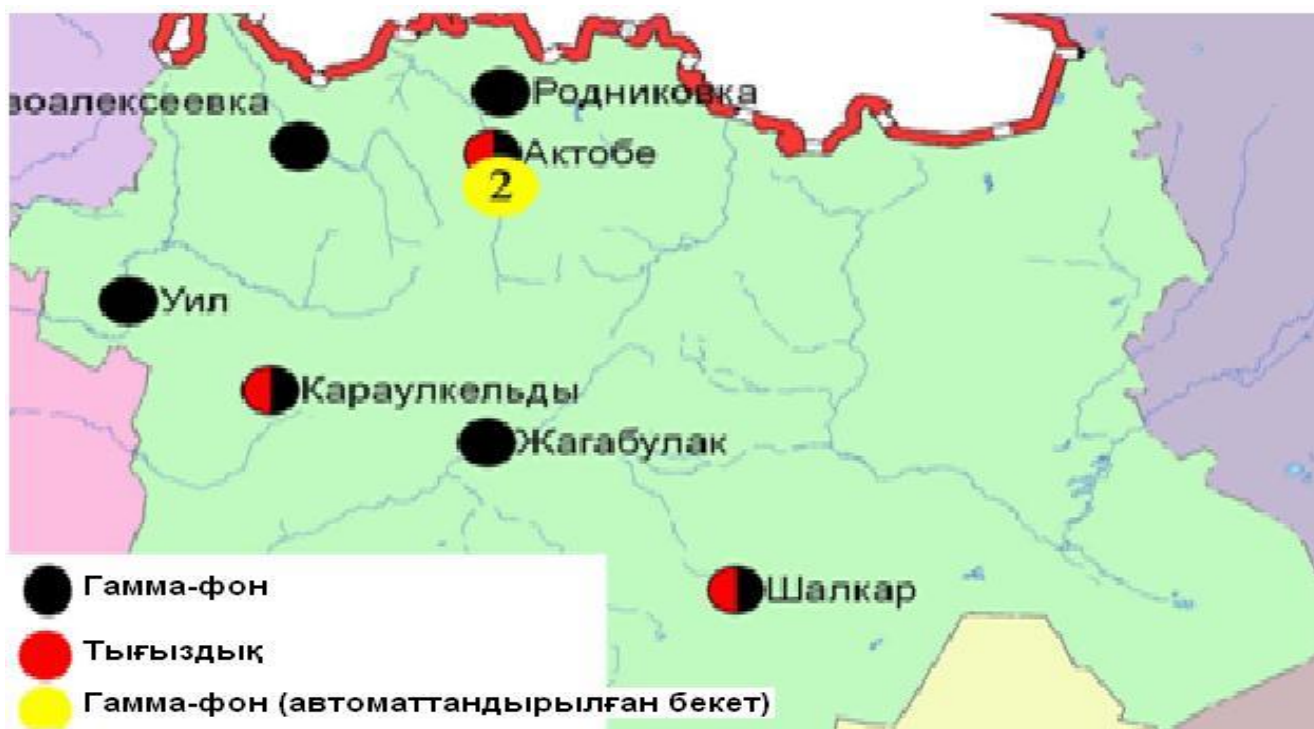 Родниковка
воалексеевка
Актобе
2
Уил
Караулкельды
Жагабулак
Шалкар
Гамма-фон
Тығыздық
Гамма-фон (автоматтандырылған бекет)